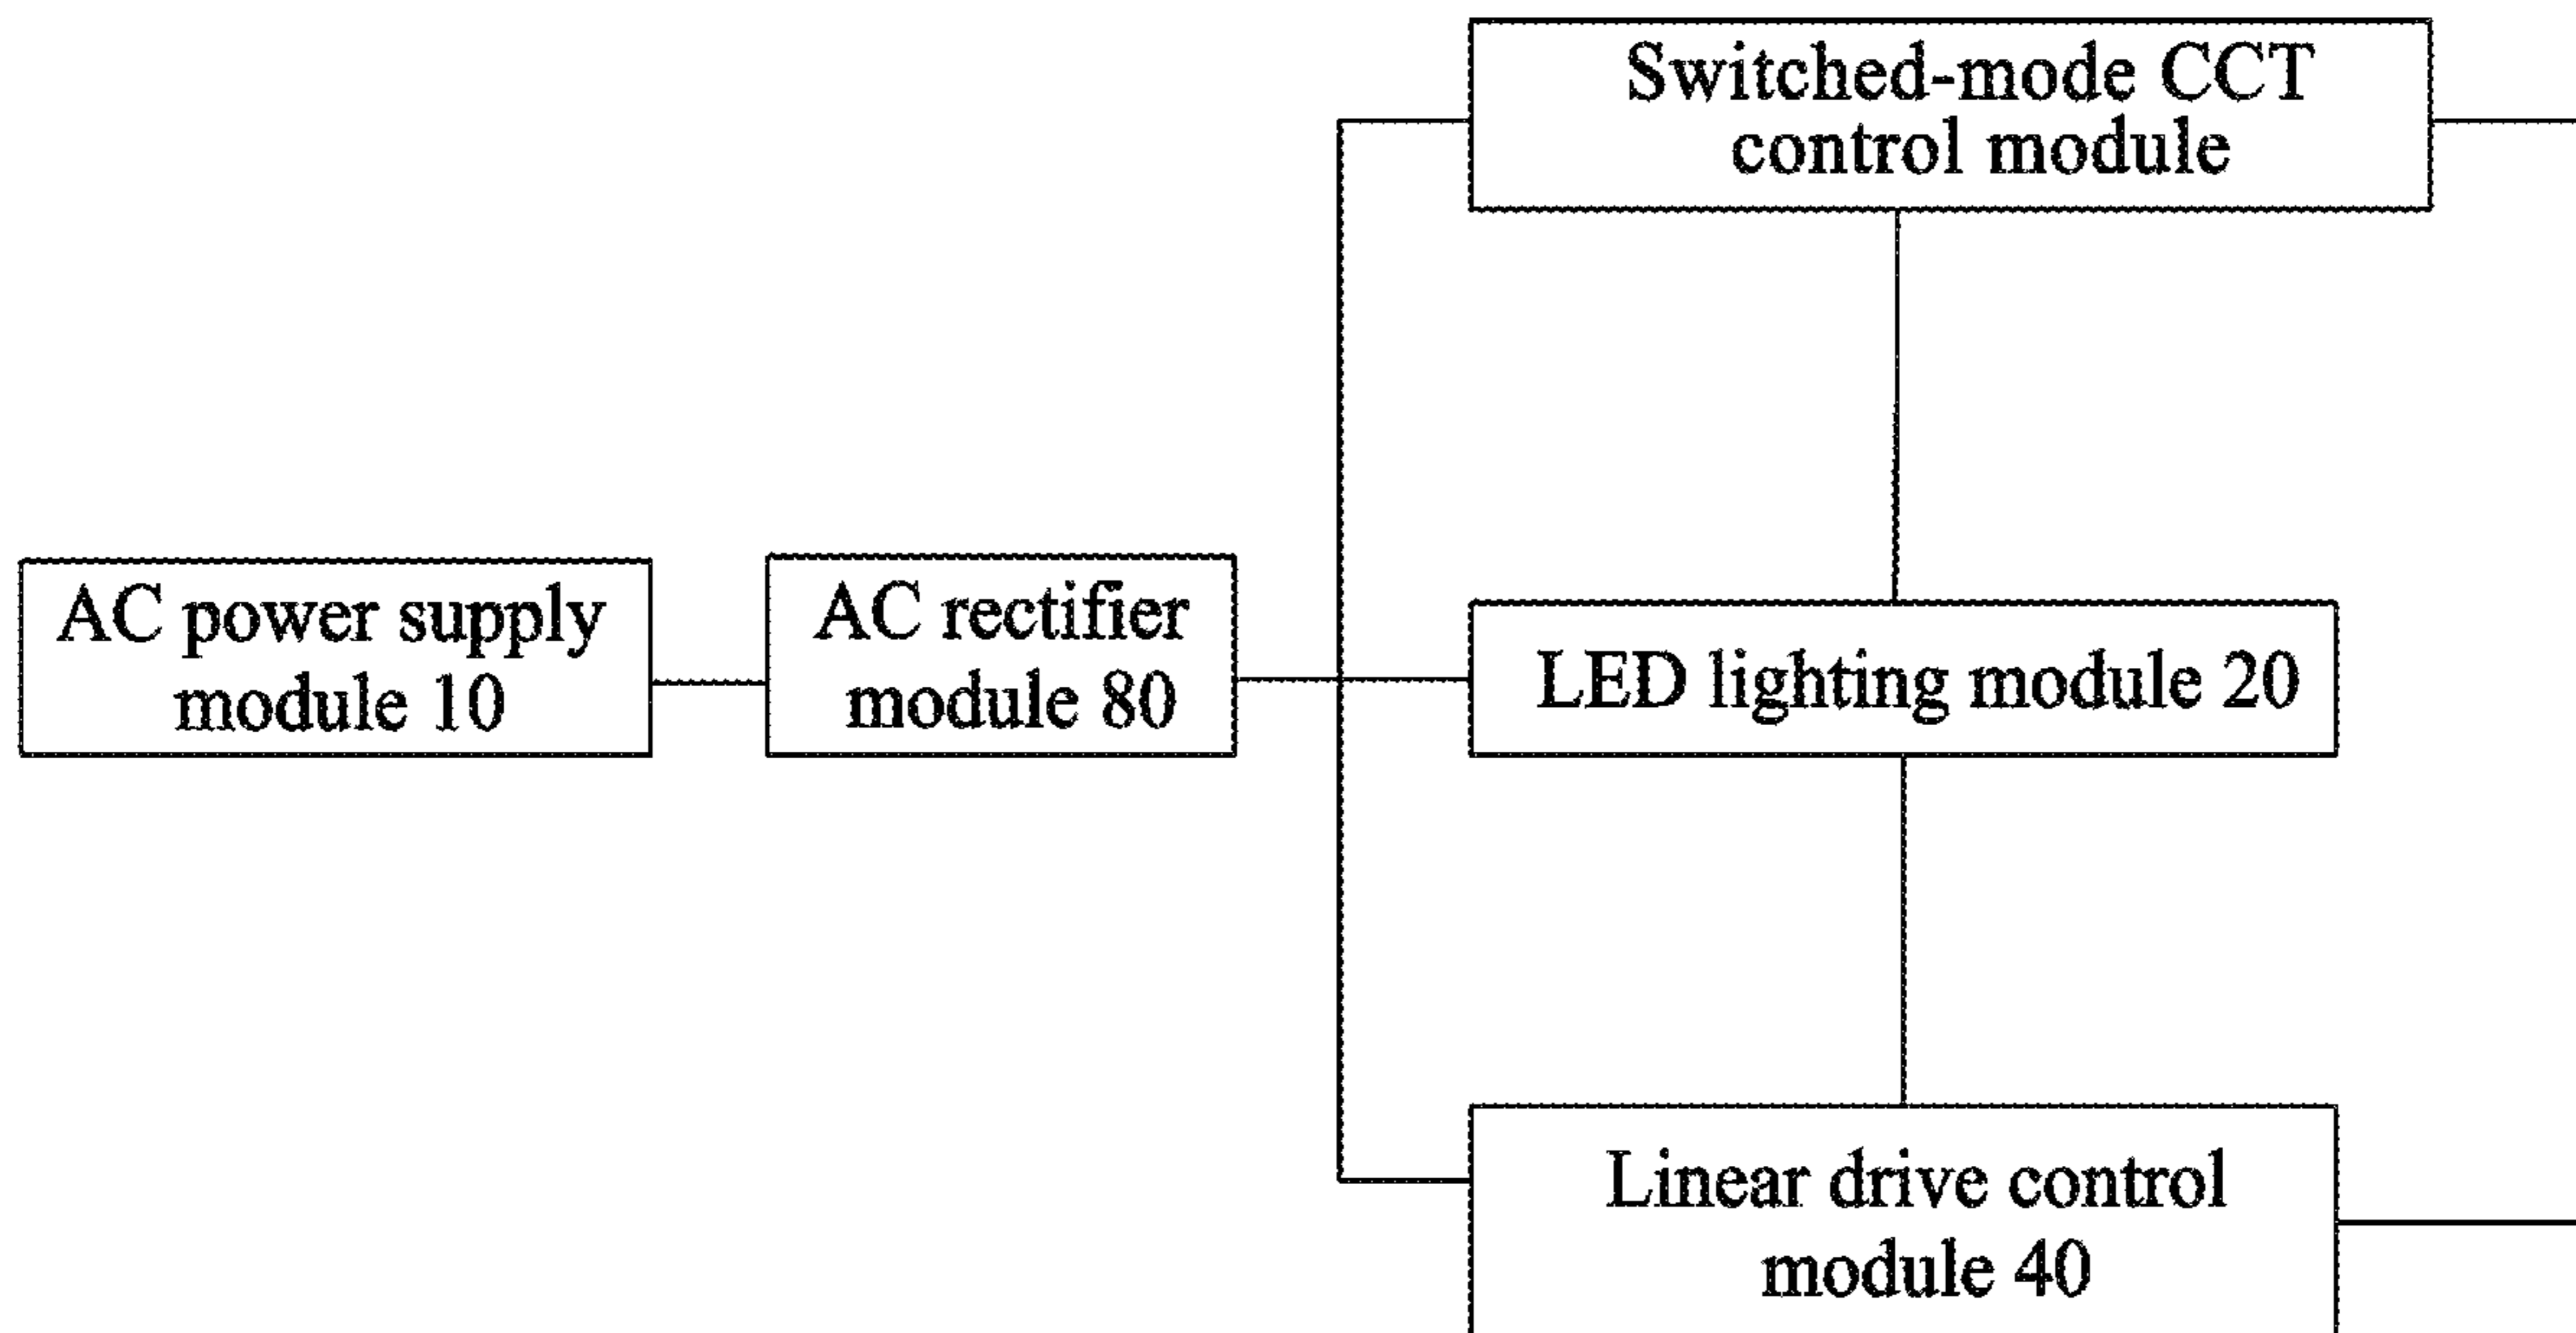 Switched-mode CCT
control module
AC power supply
module 10
AC rectifier
module 80
LED lighting module 20
Linear drive control
module 40